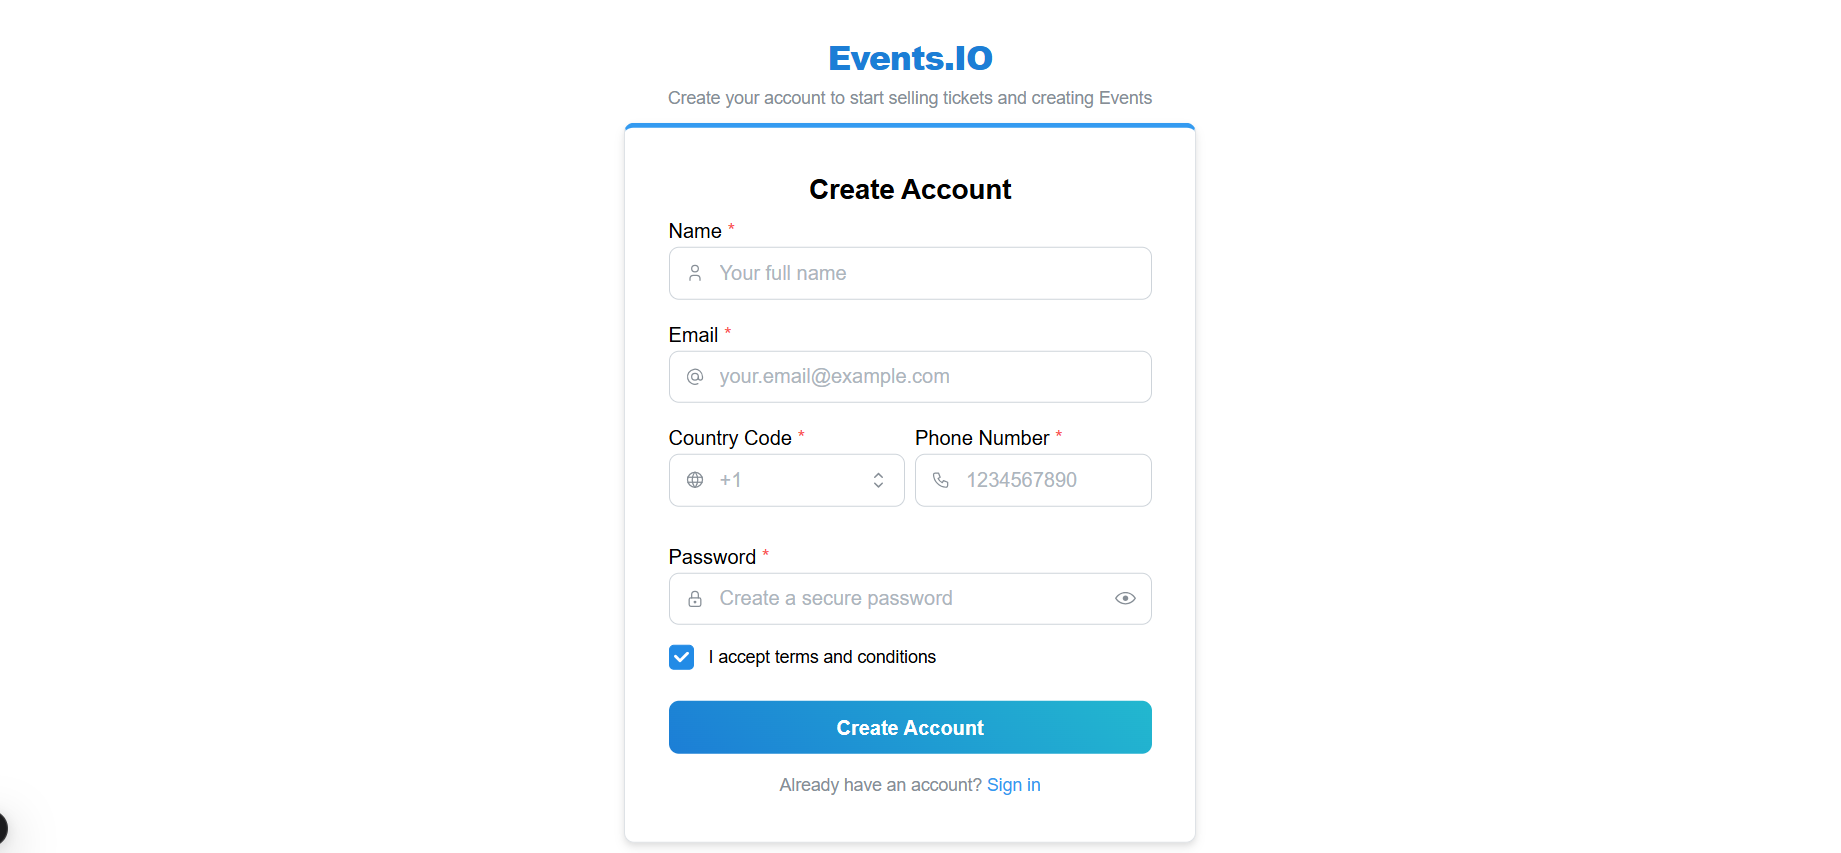 Events.IO
Create your account to start selling tickets and creating Events
Create Account
Name *
Your full name
Email *
your.email@example.com
Country Code * Phone Number *
+1 1234567890
Password *
Create a secure password
I accept terms and conditions
Create Account
Already have an account? Sign in